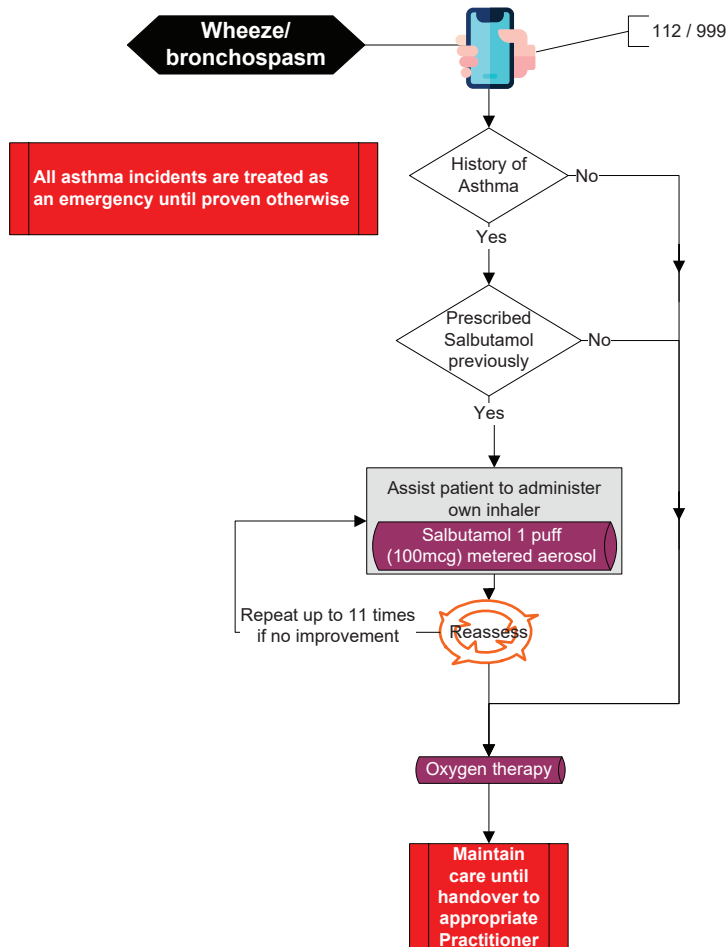 Wheeze/
bronchospasm
112 / 999
All asthma incidents are treated as
an emergency until proven otherwise
History of
Asthma
No
Yes
Prescribed
Salbutamol
previously
No
Yes
Assist patient to administer
own inhaler
Salbutamol 1 puff
(100mcg) metered aerosol
Repeat up to 11 times
if no improvement
Reassess
Oxygen therapy
Maintain
care until
handover to
appropriate
Practitioner